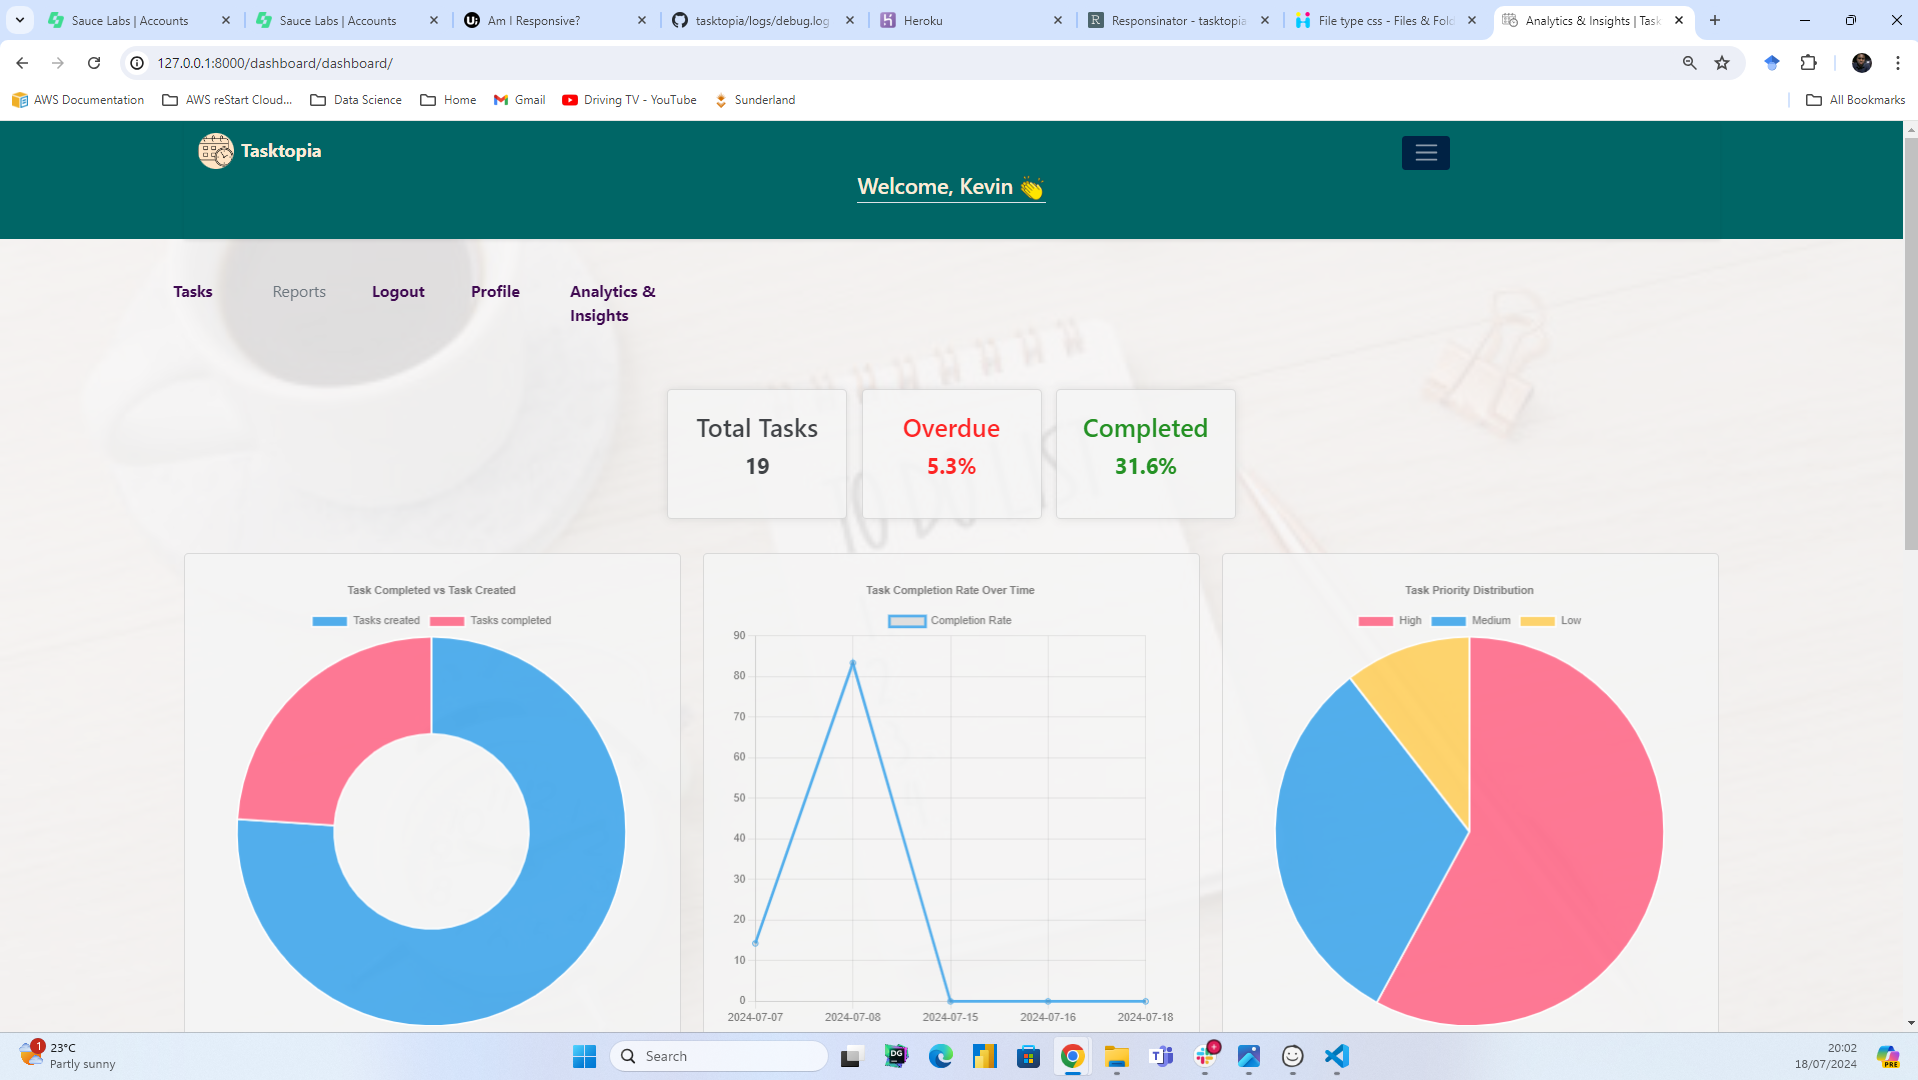 Sauce Labs | Accounts
Sauce Labs | Accounts
Am I Responsive?
tasktopia/logs/debug.log
Heroku
Responsinator - tasktopia
File type css - Files & Fold
Analytics & Insights | Task
127.0.0.1:8000/dashboard/dashboard/
AWS Documentation
AWS reStart Cloud...
Data Science
Home
Gmail
Driving TV - YouTube
Sunderland
All Bookmarks
Tasktopia
Welcome, Kevin 👏
Tasks
Reports
Logout
Profile
Analytics &
Insights
Total Tasks
19
Overdue
5.3%
Completed
31.6%
TO DO LIST
Task Completed vs Task Created
Tasks created
Tasks completed
Task Completion Rate Over Time
Completion Rate
90
80
70
60
50
40
30
20
10
0
2024-07-07
2024-07-08
2024-07-15
2024-07-16
2024-07-18
Task Priority Distribution
High
Medium
Low
1
23°C
Partly sunny
Search
DG
PRE
20:02
18/07/2024